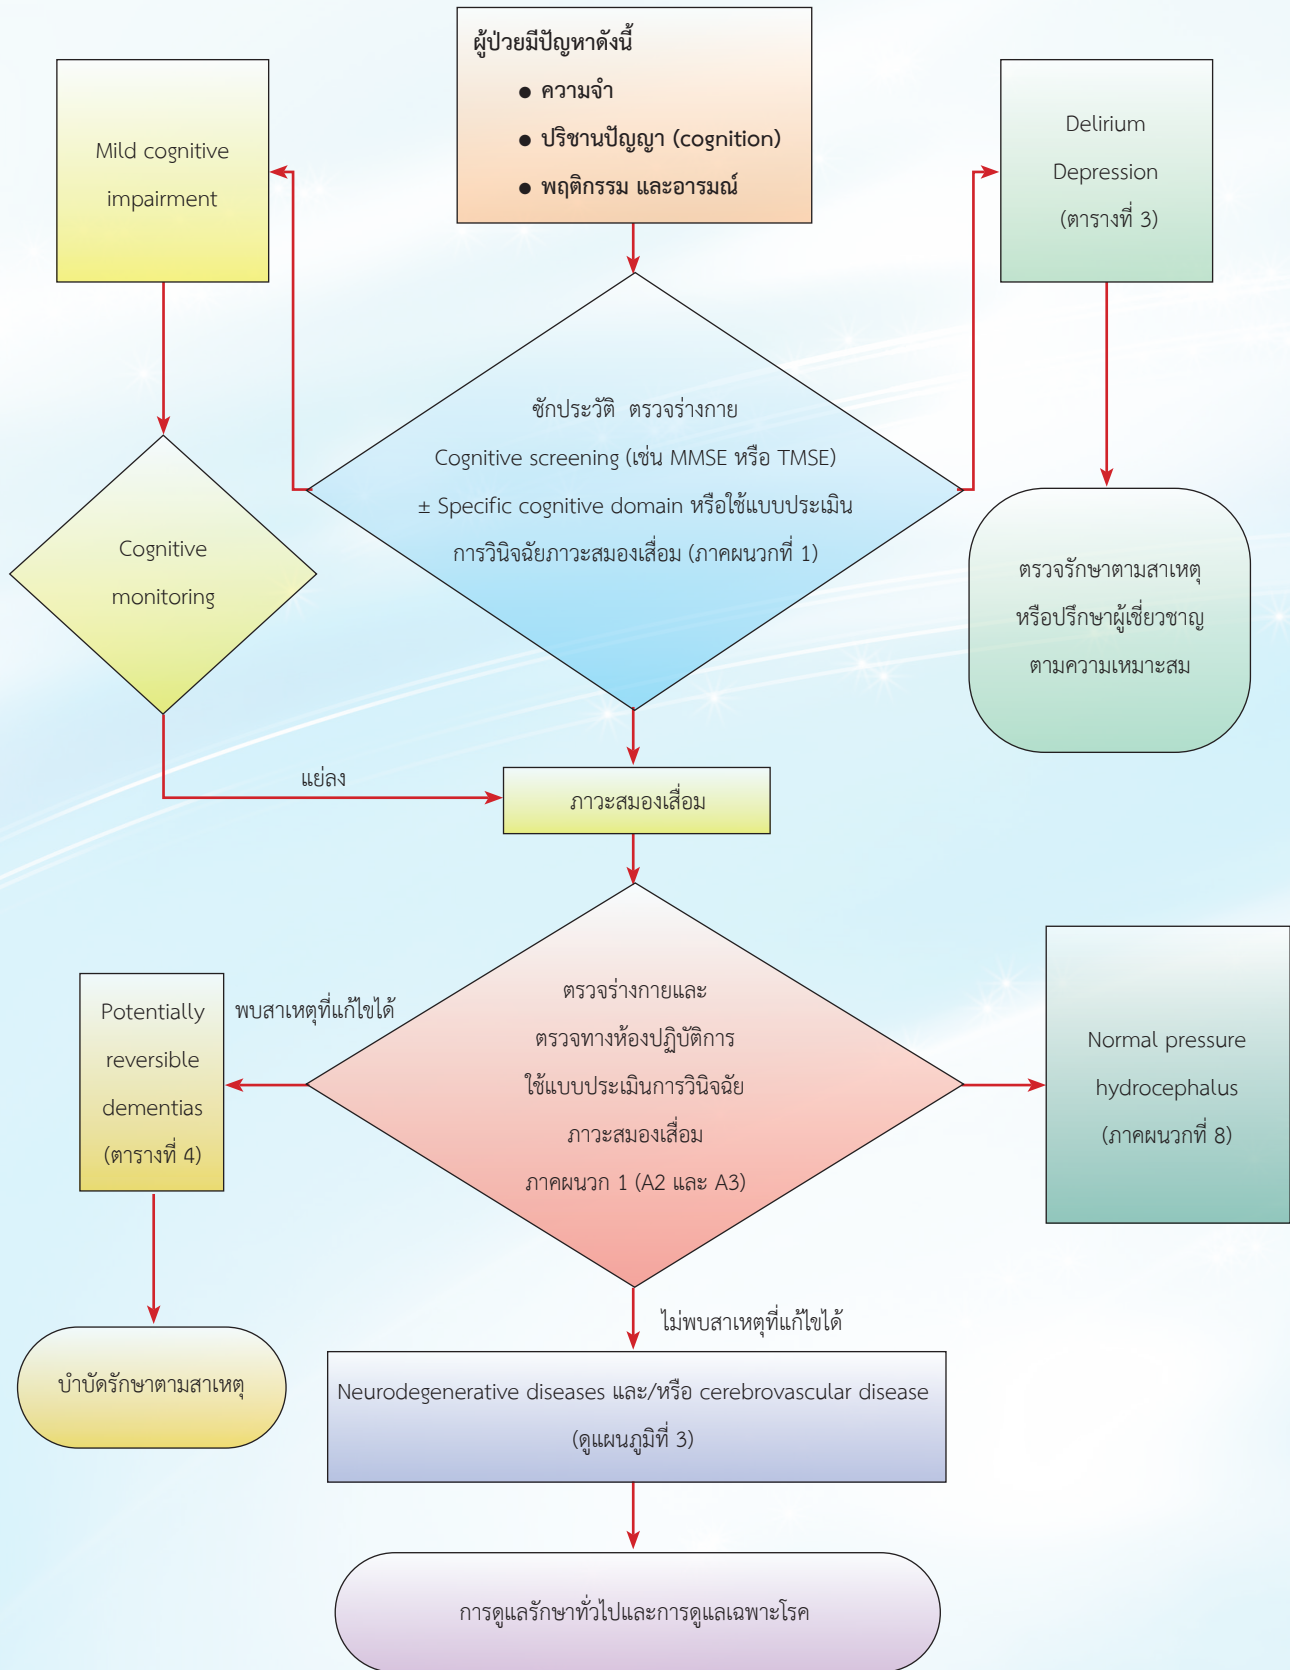 ผู้ป่วยมีปัญหาดังนี้
● ความจำ
● ปริชานปัญญา (cognition)
● พฤติกรรม และอารมณ์
Mild cognitive
impairment
Delirium
Depression
(ตารางที่ 3)
ซักประวัติ ตรวจร่างกาย
Cognitive screening (เช่น MMSE หรือ TMSE)
± Specific cognitive domain หรือใช้แบบประเมิน
การวินิจฉัยภาวะสมองเสื่อม (ภาคผนวกที่ 1)
Cognitive
monitoring
ตรวจรักษาตามสาเหตุ
หรือปรึกษาผู้เชี่ยวชาญ
ตามความเหมาะสม
แย่ลง
ภาวะสมองเสื่อม
ตรวจร่างกายและ
ตรวจทางห้องปฏิบัติการ
ใช้แบบประเมินการวินิจฉัย
ภาวะสมองเสื่อม
ภาคผนวก 1 (A2 และ A3)
พบสาเหตุที่แก้ไขได้
Potentially
reversible
dementias
(ตารางที่ 4)
Normal pressure
hydrocephalus
(ภาคผนวกที่ 8)
ไม่พบสาเหตุที่แก้ไขได้
บำบัดรักษาตามสาเหตุ
Neurodegenerative diseases และ/หรือ cerebrovascular disease
(ดูแผนภูมิที่ 3)
การดูแลรักษาทั่วไปและการดูแลเฉพาะโรค